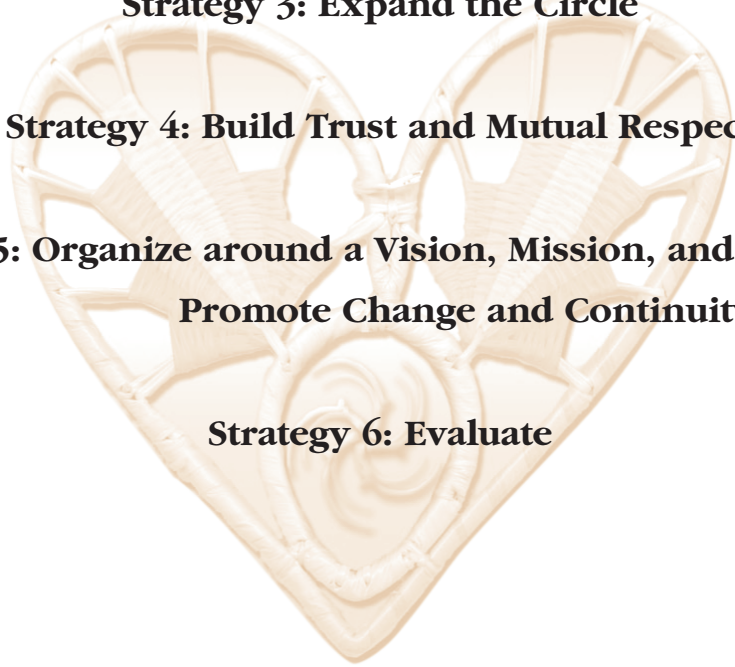 Strategy 3: Expand the Circle
Strategy 4: Build Trust and Mutual Respec
5: Organize around a Vision, Mission, and
Promote Change and Continuit
Strategy 6: Evaluate